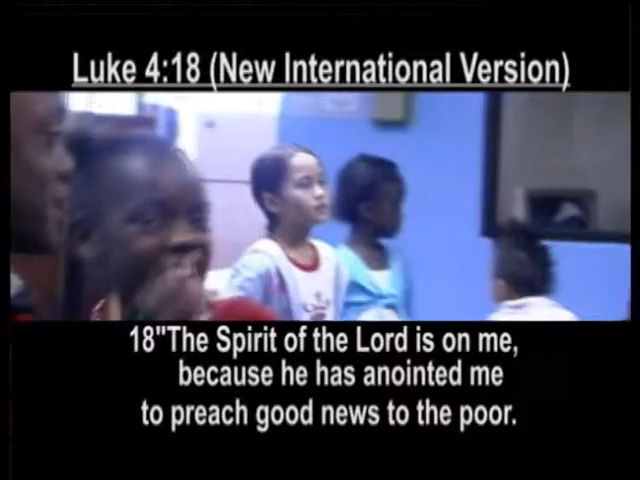 Luke 4:18 (New International Version)
18"The Spirit of the Lord is on me,
because he has anointed me
to preach good news to the poor.